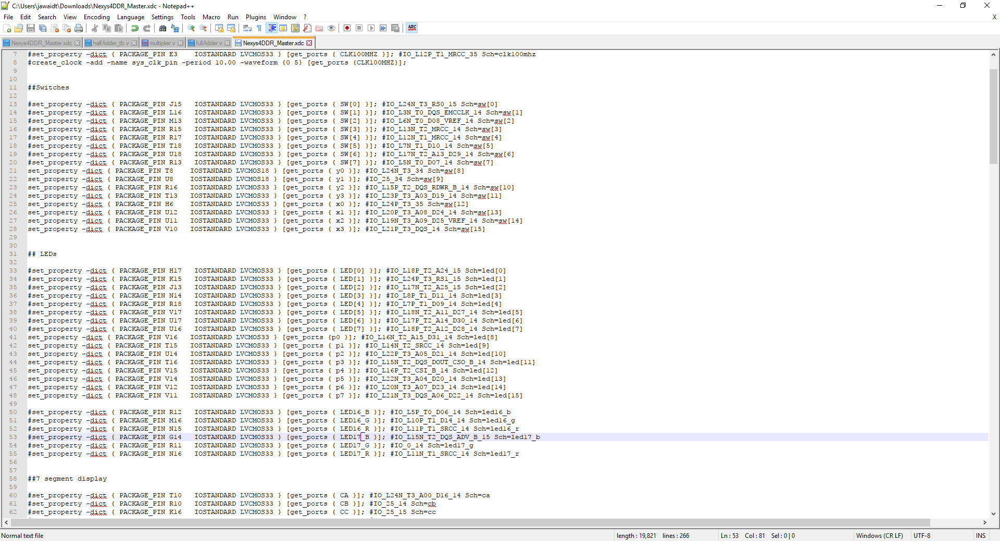 C:\Users\jawaidt\Downloads\Nexys4DDR_Master.xdc - Notepad++
File Edit Search View Encoding Language Settings Tools Macro Run Plugins Window ? X
Nexys4DDR_Master.xdc halfAdder_tb.v multiplier.v fullAdder.v Nexys4DDR_Master.xdc
7 #set_property -dict { PACKAGE_PIN E3    IOSTANDARD LVCMOS33 } [get_ports { CLK100MHZ }]; #IO_L12P_T1_MRCC_35 Sch=clk100mhz
8 #create_clock -add -name sys_clk_pin -period 10.00 -waveform {0 5} [get_ports {CLK100MHZ}];
9
10
11 ##Switches
12
13 #set_property -dict { PACKAGE_PIN J15   IOSTANDARD LVCMOS33 } [get_ports { SW[0] }]; #IO_L24N_T3_RS0_15 Sch=sw[0]
14 #set_property -dict { PACKAGE_PIN L16   IOSTANDARD LVCMOS33 } [get_ports { SW[1] }]; #IO_L3N_T0_DQS_EMCCLK_14 Sch=sw[1]
15 #set_property -dict { PACKAGE_PIN M13   IOSTANDARD LVCMOS33 } [get_ports { SW[2] }]; #IO_L6N_T0_D08_VREF_14 Sch=sw[2]
16 #set_property -dict { PACKAGE_PIN R15   IOSTANDARD LVCMOS33 } [get_ports { SW[3] }]; #IO_L13N_T2_MRCC_14 Sch=sw[3]
17 #set_property -dict { PACKAGE_PIN R17   IOSTANDARD LVCMOS33 } [get_ports { SW[4] }]; #IO_L12N_T1_MRCC_14 Sch=sw[4]
18 #set_property -dict { PACKAGE_PIN T18   IOSTANDARD LVCMOS33 } [get_ports { SW[5] }]; #IO_L7N_T1_D10_14 Sch=sw[5]
19 #set_property -dict { PACKAGE_PIN U18   IOSTANDARD LVCMOS33 } [get_ports { SW[6] }]; #IO_L17N_T2_A13_D29_14 Sch=sw[6]
20 #set_property -dict { PACKAGE_PIN R13   IOSTANDARD LVCMOS33 } [get_ports { SW[7] }]; #IO_L5N_T0_D07_14 Sch=sw[7]
21 set_property -dict { PACKAGE_PIN T8    IOSTANDARD LVCMOS18 } [get_ports { y0 }]; #IO_L24N_T3_34 Sch=sw[8]
22 set_property -dict { PACKAGE_PIN U8    IOSTANDARD LVCMOS18 } [get_ports { y1 }]; #IO_25_34 Sch=sw[9]
23 set_property -dict { PACKAGE_PIN R16   IOSTANDARD LVCMOS33 } [get_ports { y2 }]; #IO_L15P_T2_DQS_RDWR_B_14 Sch=sw[10]
24 set_property -dict { PACKAGE_PIN T13   IOSTANDARD LVCMOS33 } [get_ports { y3 }]; #IO_L23P_T3_A03_D19_14 Sch=sw[11]
25 set_property -dict { PACKAGE_PIN H6    IOSTANDARD LVCMOS33 } [get_ports { x0 }]; #IO_L24P_T3_35 Sch=sw[12]
26 set_property -dict { PACKAGE_PIN U12   IOSTANDARD LVCMOS33 } [get_ports { x1 }]; #IO_L20P_T3_A08_D24_14 Sch=sw[13]
27 set_property -dict { PACKAGE_PIN U11   IOSTANDARD LVCMOS33 } [get_ports { x2 }]; #IO_L19N_T3_A09_D25_VREF_14 Sch=sw[14]
28 set_property -dict { PACKAGE_PIN V10   IOSTANDARD LVCMOS33 } [get_ports { x3 }]; #IO_L21P_T3_DQS_14 Sch=sw[15]
29
30
31 ## LEDs
32
33 #set_property -dict { PACKAGE_PIN H17   IOSTANDARD LVCMOS33 } [get_ports { LED[0] }]; #IO_L18P_T2_A24_15 Sch=led[0]
34 #set_property -dict { PACKAGE_PIN K15   IOSTANDARD LVCMOS33 } [get_ports { LED[1] }]; #IO_L24P_T3_RS1_15 Sch=led[1]
35 #set_property -dict { PACKAGE_PIN J13   IOSTANDARD LVCMOS33 } [get_ports { LED[2] }]; #IO_L17N_T2_A25_15 Sch=led[2]
36 #set_property -dict { PACKAGE_PIN N14   IOSTANDARD LVCMOS33 } [get_ports { LED[3] }]; #IO_L8P_T1_D11_14 Sch=led[3]
37 #set_property -dict { PACKAGE_PIN R18   IOSTANDARD LVCMOS33 } [get_ports { LED[4] }]; #IO_L7P_T1_D09_14 Sch=led[4]
38 #set_property -dict { PACKAGE_PIN V17   IOSTANDARD LVCMOS33 } [get_ports { LED[5] }]; #IO_L18N_T2_A11_D27_14 Sch=led[5]
39 #set_property -dict { PACKAGE_PIN U17   IOSTANDARD LVCMOS33 } [get_ports { LED[6] }]; #IO_L17P_T2_A14_D30_14 Sch=led[6]
40 #set_property -dict { PACKAGE_PIN U16   IOSTANDARD LVCMOS33 } [get_ports { LED[7] }]; #IO_L18P_T2_A12_D28_14 Sch=led[7]
41 set_property -dict { PACKAGE_PIN V16   IOSTANDARD LVCMOS33 } [get_ports {p0 }]; #IO_L16N_T2_A15_D31_14 Sch=led[8]
42 set_property -dict { PACKAGE_PIN T15   IOSTANDARD LVCMOS33 } [get_ports { p1 }]; #IO_L14N_T2_SRCC_14 Sch=led[9]
43 set_property -dict { PACKAGE_PIN U14   IOSTANDARD LVCMOS33 } [get_ports { p2 }]; #IO_L22P_T3_A05_D21_14 Sch=led[10]
44 set_property -dict { PACKAGE_PIN T16   IOSTANDARD LVCMOS33 } [get_ports { p3 }]; #IO_L15N_T2_DQS_DOUT_CSO_B_14 Sch=led[11]
45 set_property -dict { PACKAGE_PIN V15   IOSTANDARD LVCMOS33 } [get_ports { p4 }]; #IO_L16P_T2_CSI_B_14 Sch=led[12]
46 set_property -dict { PACKAGE_PIN V14   IOSTANDARD LVCMOS33 } [get_ports { p5 }]; #IO_L22N_T3_A04_D20_14 Sch=led[13]
47 set_property -dict { PACKAGE_PIN V12   IOSTANDARD LVCMOS33 } [get_ports { p6 }]; #IO_L20N_T3_A07_D23_14 Sch=led[14]
48 set_property -dict { PACKAGE_PIN V11   IOSTANDARD LVCMOS33 } [get_ports { p7 }]; #IO_L21N_T3_DQS_A06_D22_14 Sch=led[15]
49
50 #set_property -dict { PACKAGE_PIN R12   IOSTANDARD LVCMOS33 } [get_ports { LED16_B }]; #IO_L5P_T0_D06_14 Sch=led16_b
51 #set_property -dict { PACKAGE_PIN M16   IOSTANDARD LVCMOS33 } [get_ports { LED16_G }]; #IO_L10P_T1_D14_14 Sch=led16_g
52 #set_property -dict { PACKAGE_PIN N15   IOSTANDARD LVCMOS33 } [get_ports { LED16_R }]; #IO_L11P_T1_SRCC_14 Sch=led16_r
53 #set_property -dict { PACKAGE_PIN G14   IOSTANDARD LVCMOS33 } [get_ports { LED17_B }]; #IO_L15N_T2_DQS_ADV_B_15 Sch=led17_b
54 #set_property -dict { PACKAGE_PIN R11   IOSTANDARD LVCMOS33 } [get_ports { LED17_G }]; #IO_0_14 Sch=led17_g
55 #set_property -dict { PACKAGE_PIN N16   IOSTANDARD LVCMOS33 } [get_ports { LED17_R }]; #IO_L11N_T1_SRCC_14 Sch=led17_r
56
57
58 ##7 segment display
59
60 #set_property -dict { PACKAGE_PIN T10   IOSTANDARD LVCMOS33 } [get_ports { CA }]; #IO_L24N_T3_A00_D16_14 Sch=ca
61 #set_property -dict { PACKAGE_PIN R10   IOSTANDARD LVCMOS33 } [get_ports { CB }]; #IO_25_14 Sch=cb
62 #set_property -dict { PACKAGE_PIN K16   IOSTANDARD LVCMOS33 } [get_ports { CC }]; #IO_25_15 Sch=cc
Normal text file length : 19,821 lines : 266 Ln : 53 Col : 81 Sel : 0 | 0 Windows (CR LF) UTF-8 INS